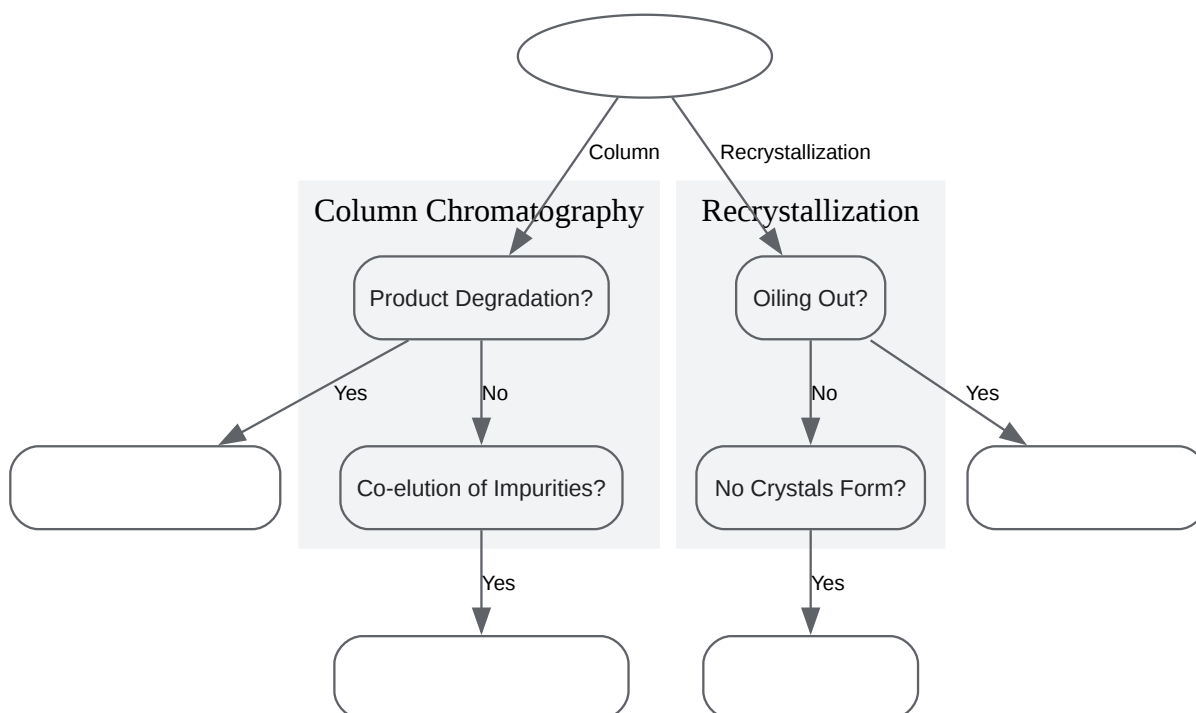 Column
Recrystallization
Column Chromatography
Recrystallization
Product Degradation?
Oiling Out?
Yes
No
No
Yes
Co-elution of Impurities?
No Crystals Form?
Yes
Yes